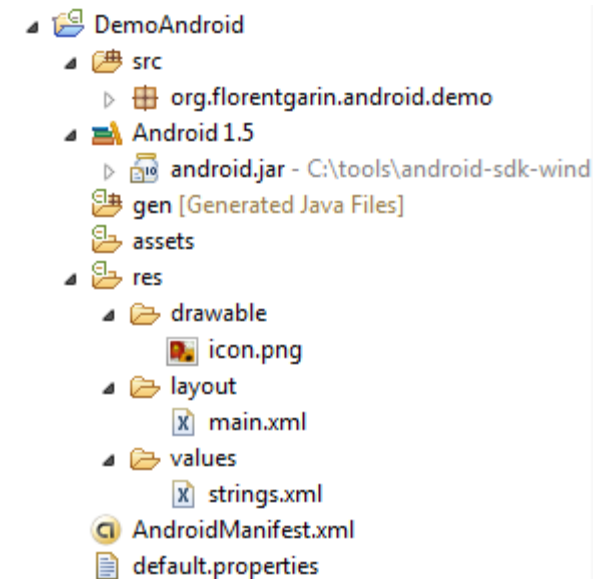 DemoAndroid
src
org.florentgarin.android.demo
Android 1.5
android.jar - C:\tools\android-sdk-wind
gen [Generated Java Files]
assets
res
drawable
icon.png
layout
main.xml
values
strings.xml
AndroidManifest.xml
default.properties